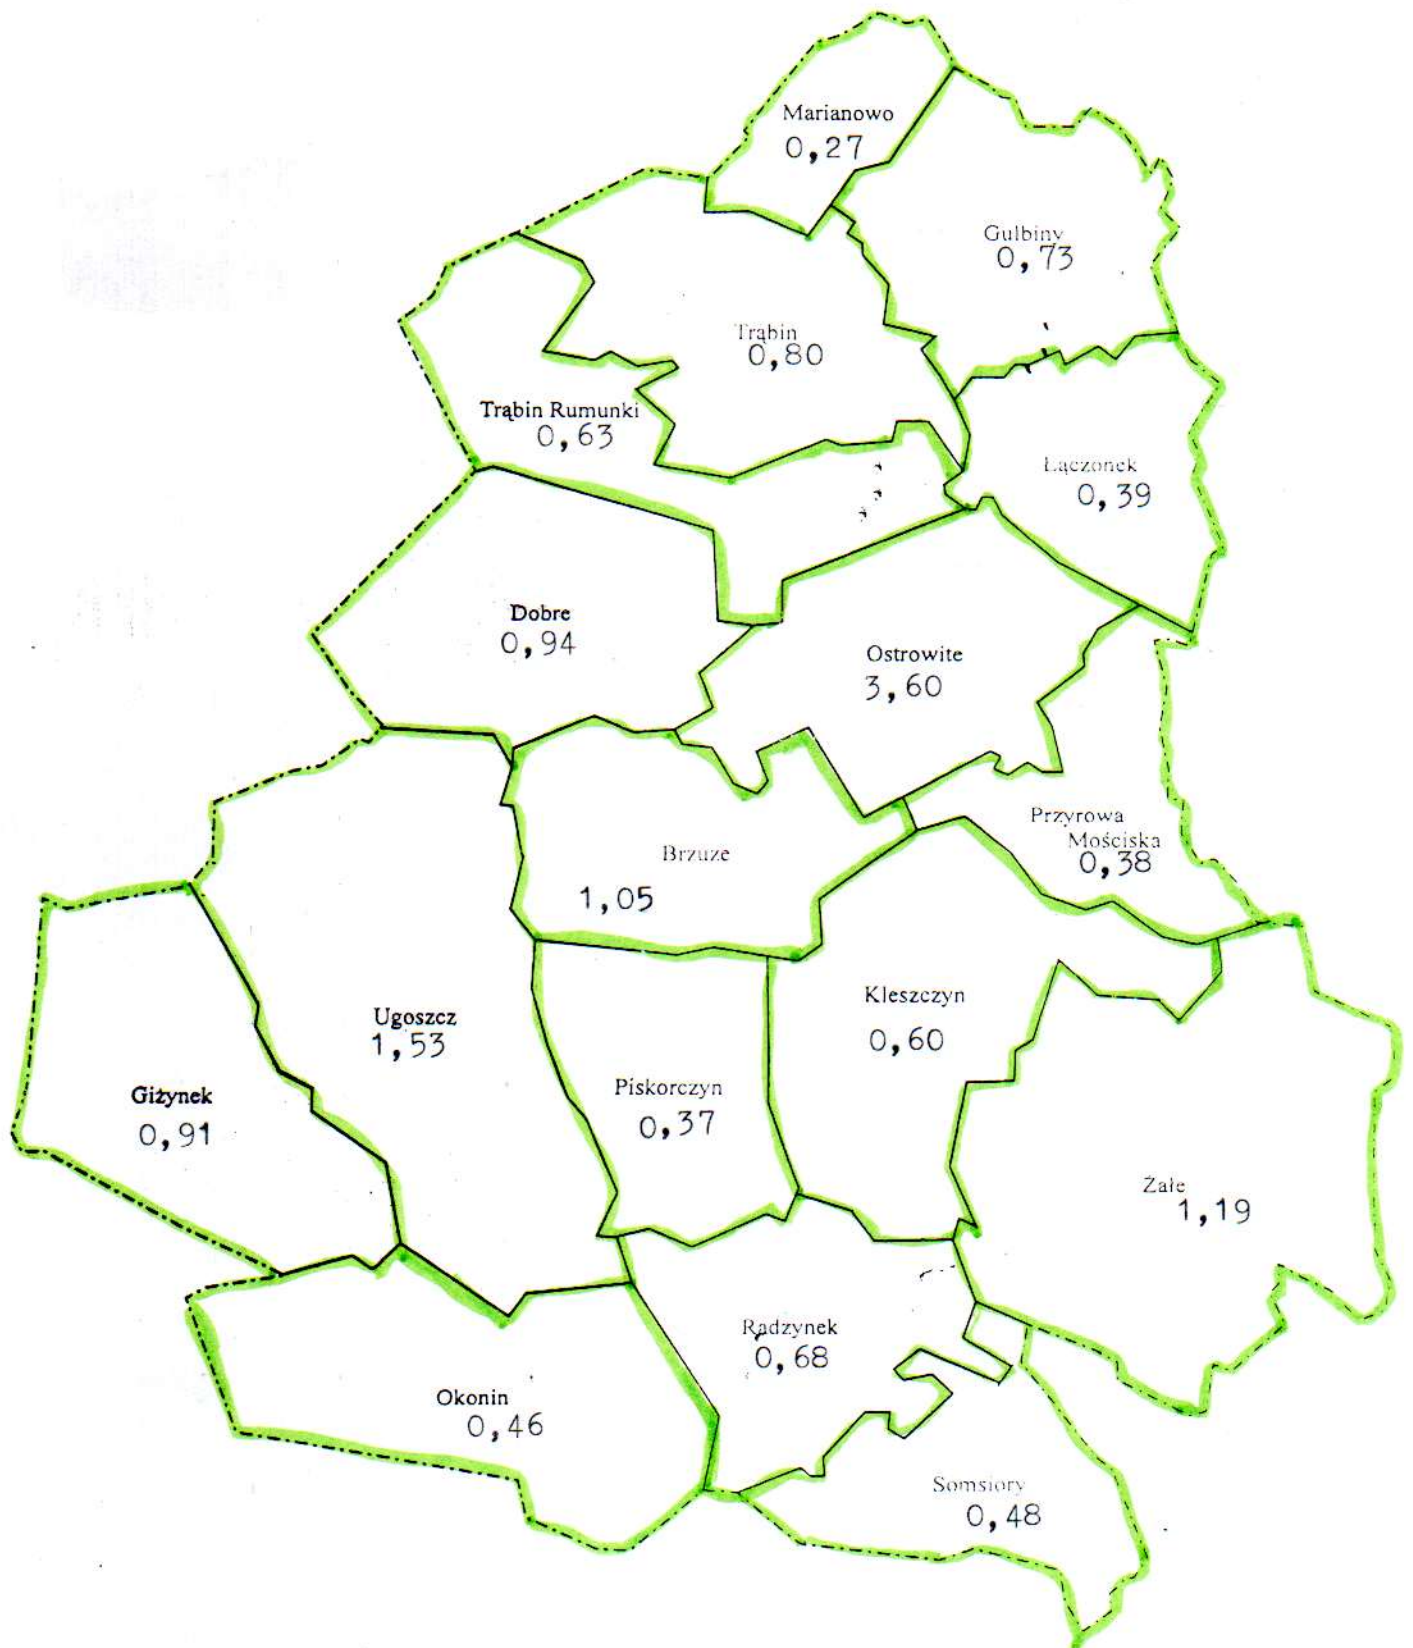 Marianowo
0,27
Gulbiny
0,73
Trąbin
0,80
Trąbin Rumunki
0,63
Łączonek
0,39
Dobre
0,94
Ostrowite
3,60
Przyrowa
Mościska
0,38
Brzuze
1,05
Kleszczyn
0,60
Ugoszcz
1,53
Piskorczyn
0,37
Giżynek
0,91
Żałe
1,19
Radzynek
0,68
Okonin
0,46
Somsiory
0,48